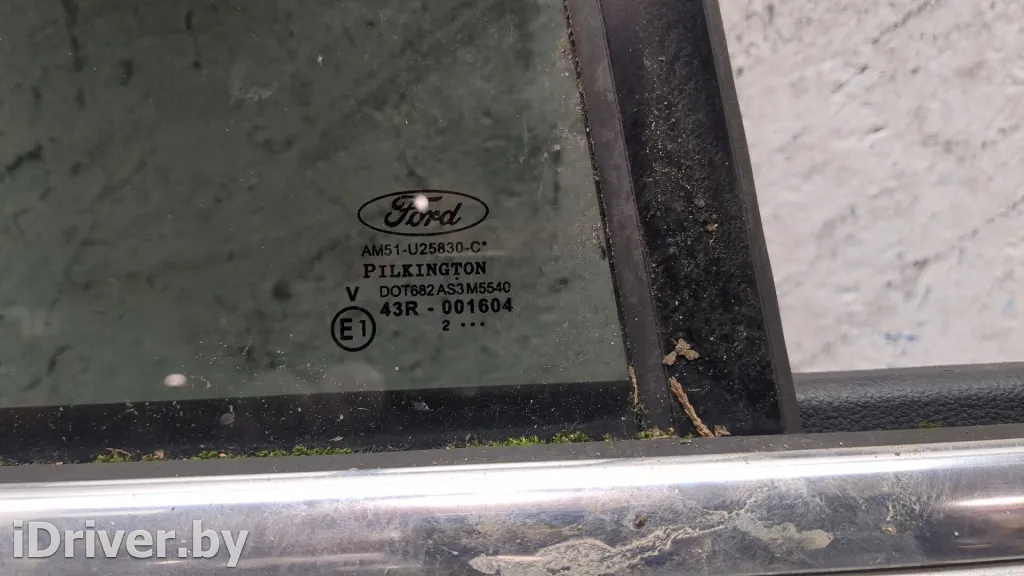 Ford
AM51-U25830-C*
PILKINGTON
V DOT682 AS3 M5540
43R - 001604
E1
2 ...
iDriver.by